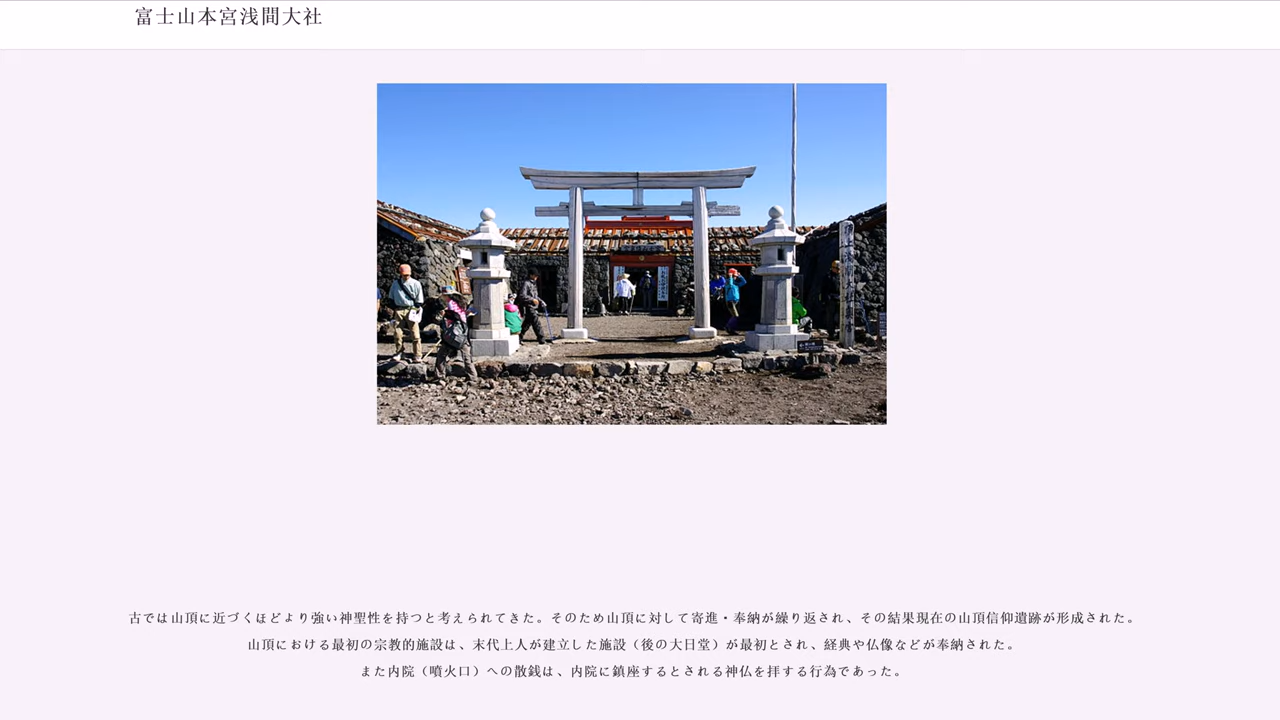 富士山本宮浅間大社
古では山頂に近づくほどより強い神聖性を持つと考えられてきた。そのため山頂に対して寄進・奉納が繰り返され、その結果現在の山頂信仰遺跡が形成された。
山頂における最初の宗教的施設は、末代上人が建立した施設（後の大日堂）が最初とされ、経典や仏像などが奉納された。
また内院（噴火口）への散銭は、内院に鎮座するとされる神仏を拝する行為であった。